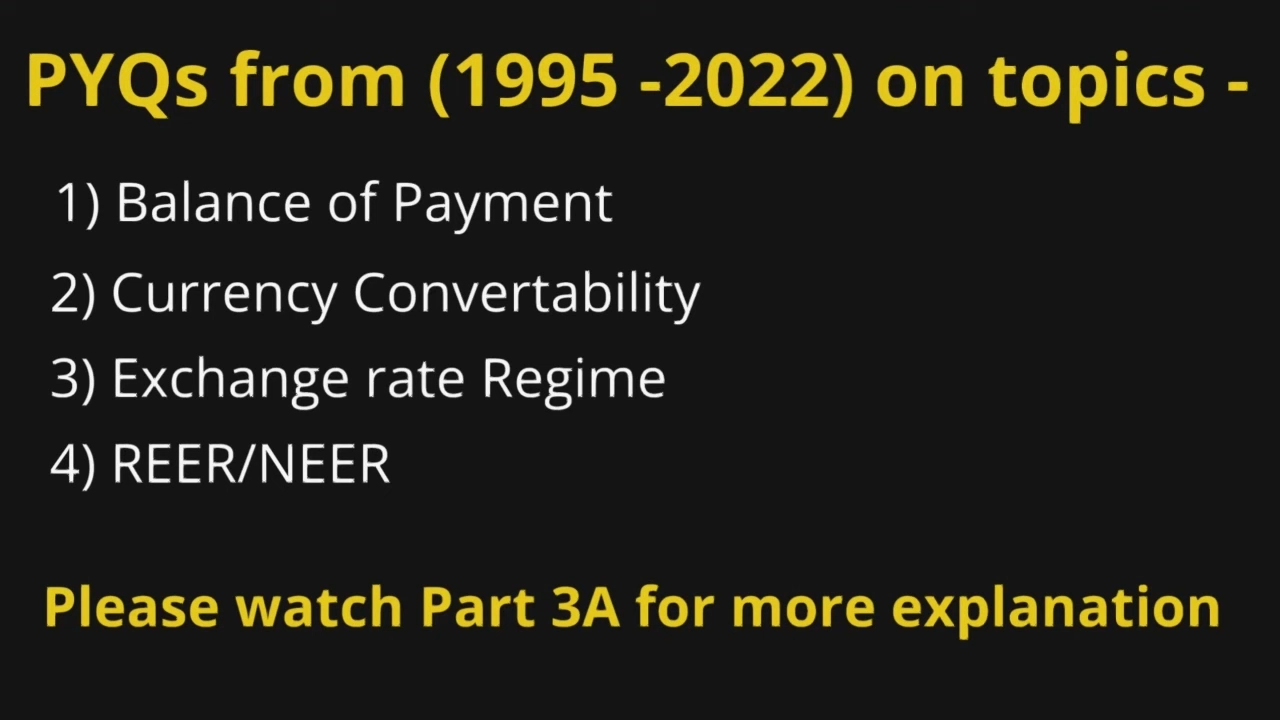 PYQs from (1995 -2022) on topics -
1) Balance of Payment
2) Currency Convertability
3) Exchange rate Regime
4) REER/NEER
Please watch Part 3A for more explanation